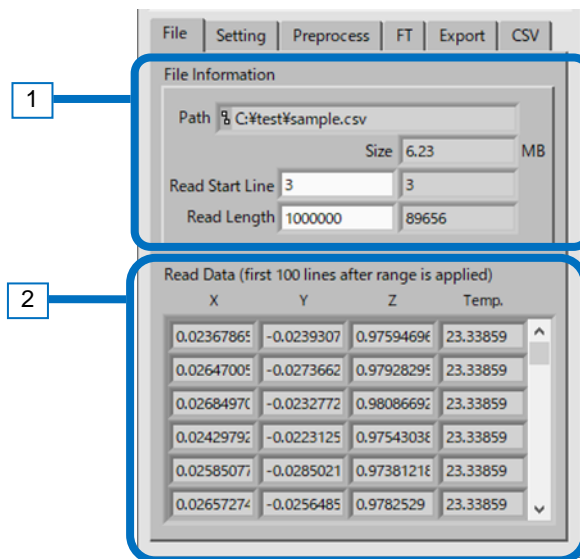 File Setting Preprocess FT Export CSV
File Information
1
Path C:¥test¥sample.csv
Size 6.23 MB
Read Start Line 3 3
Read Length 1000000 89656
2
Read Data (first 100 lines after range is applied)
X Y Z Temp.
0.02367865 -0.0239307 0.97594696 23.33859
0.02647005 -0.0273662 0.97928295 23.33859
0.02684970 -0.0232772 0.98086692 23.33859
0.02429792 -0.0223125 0.97543038 23.33859
0.02585077 -0.0285021 0.97381218 23.33859
0.02657274 -0.0256485 0.9782529 23.33859